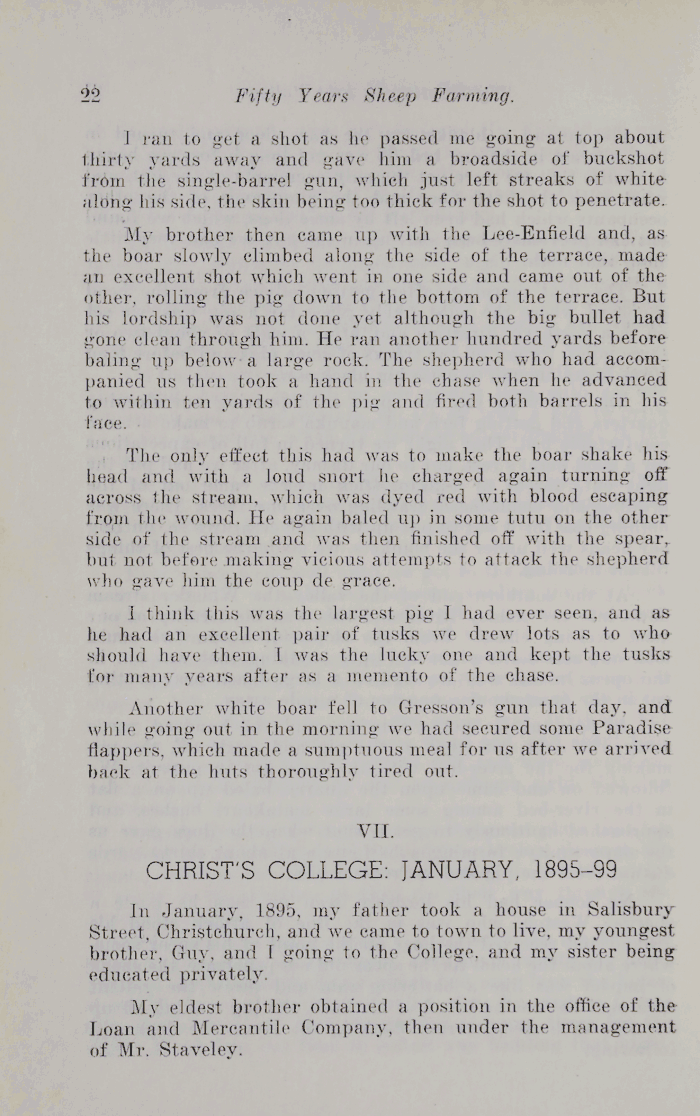 22 Fifty Years Sheep Farming.
I ran to get a shot as he passed me going at top about
thirty yards away and gave him a broadside of buckshot
from the single-barrel gun, which just left streaks of white
along his side, the skin being too thick for the shot to penetrate.
My brother then came up with the Lee-Enfield and, as
the boar slowly climbed along the side of the terrace, made
an excellent shot which went in one side and came out of the
other, rolling the pig down to the bottom of the terrace. But
his lordship was not done yet although the big bullet had
gone clean through him. He ran another hundred yards before
baling up below a large rock. The shepherd who had accom-
panied us then took a hand in the chase when he advanced
to within ten yards of the pig and fired both barrels in his
face.
The only effect this had was to make the boar shake his
head and with a loud snort he charged again turning off
across the stream, which was dyed red with blood escaping
from the wound. He again baled up in some tutu on the other
side of the stream and was then finished off with the spear,
but not before making vicious attempts to attack the shepherd
who gave him the coup de grace.
I think this was the largest pig I had ever seen, and as
he had an excellent pair of tusks we drew lots as to who
should have them. I was the lucky one and kept the tusks
for many years after as a memento of the chase.
Another white boar fell to Gresson's gun that day, and
while going out in the morning we had secured some Paradise
flappers, which made a sumptuous meal for us after we arrived
back at the huts thoroughly tired out.
VII.
CHRIST'S COLLEGE: JANUARY, 1895-99
In January, 1895, my father took a house in Salisbury
Street, Christchurch, and we came to town to live, my youngest
brother, Guy, and I going to the College, and my sister being
educated privately.
My eldest brother obtained a position in the office of the
Loan and Mercantile Company, then under the management
of Mr. Staveley.